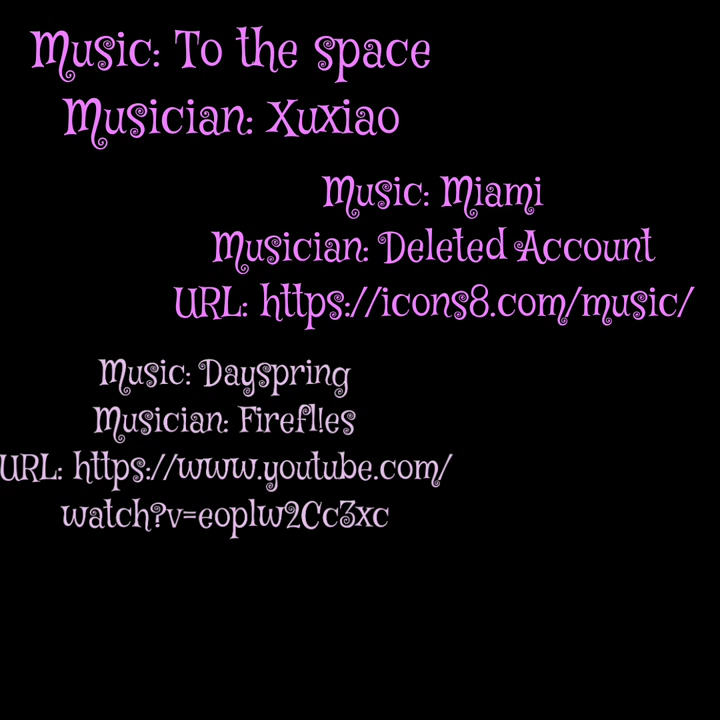 Music: To the space
Musician: Xuxiao
Music: Miami
Musician: Deleted Account
URL: https://icons8.com/music/
Music: Dayspring
Musician: Firefl!es
URL: https://www.youtube.com/
watch?v=eoplw2Cc3xc